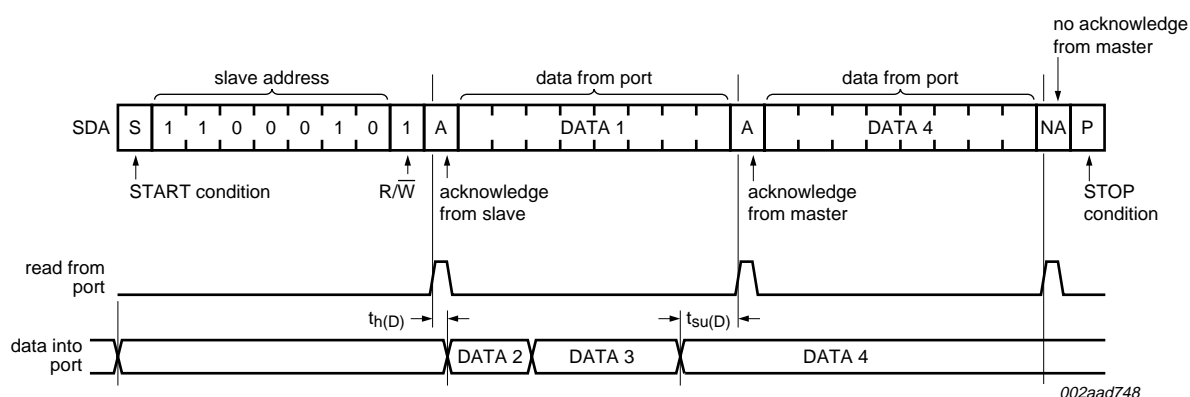 no acknowledge
from master
slave address
data from port
data from port
SDA S 1 1 0 0 0 1 0 1 A DATA 1 A DATA 4 NA P
START condition
R/W̅
acknowledge
from slave
acknowledge
from master
STOP
condition
read from
port
th(D)
tsu(D)
data into
port
DATA 2 DATA 3 DATA 4
002aad748